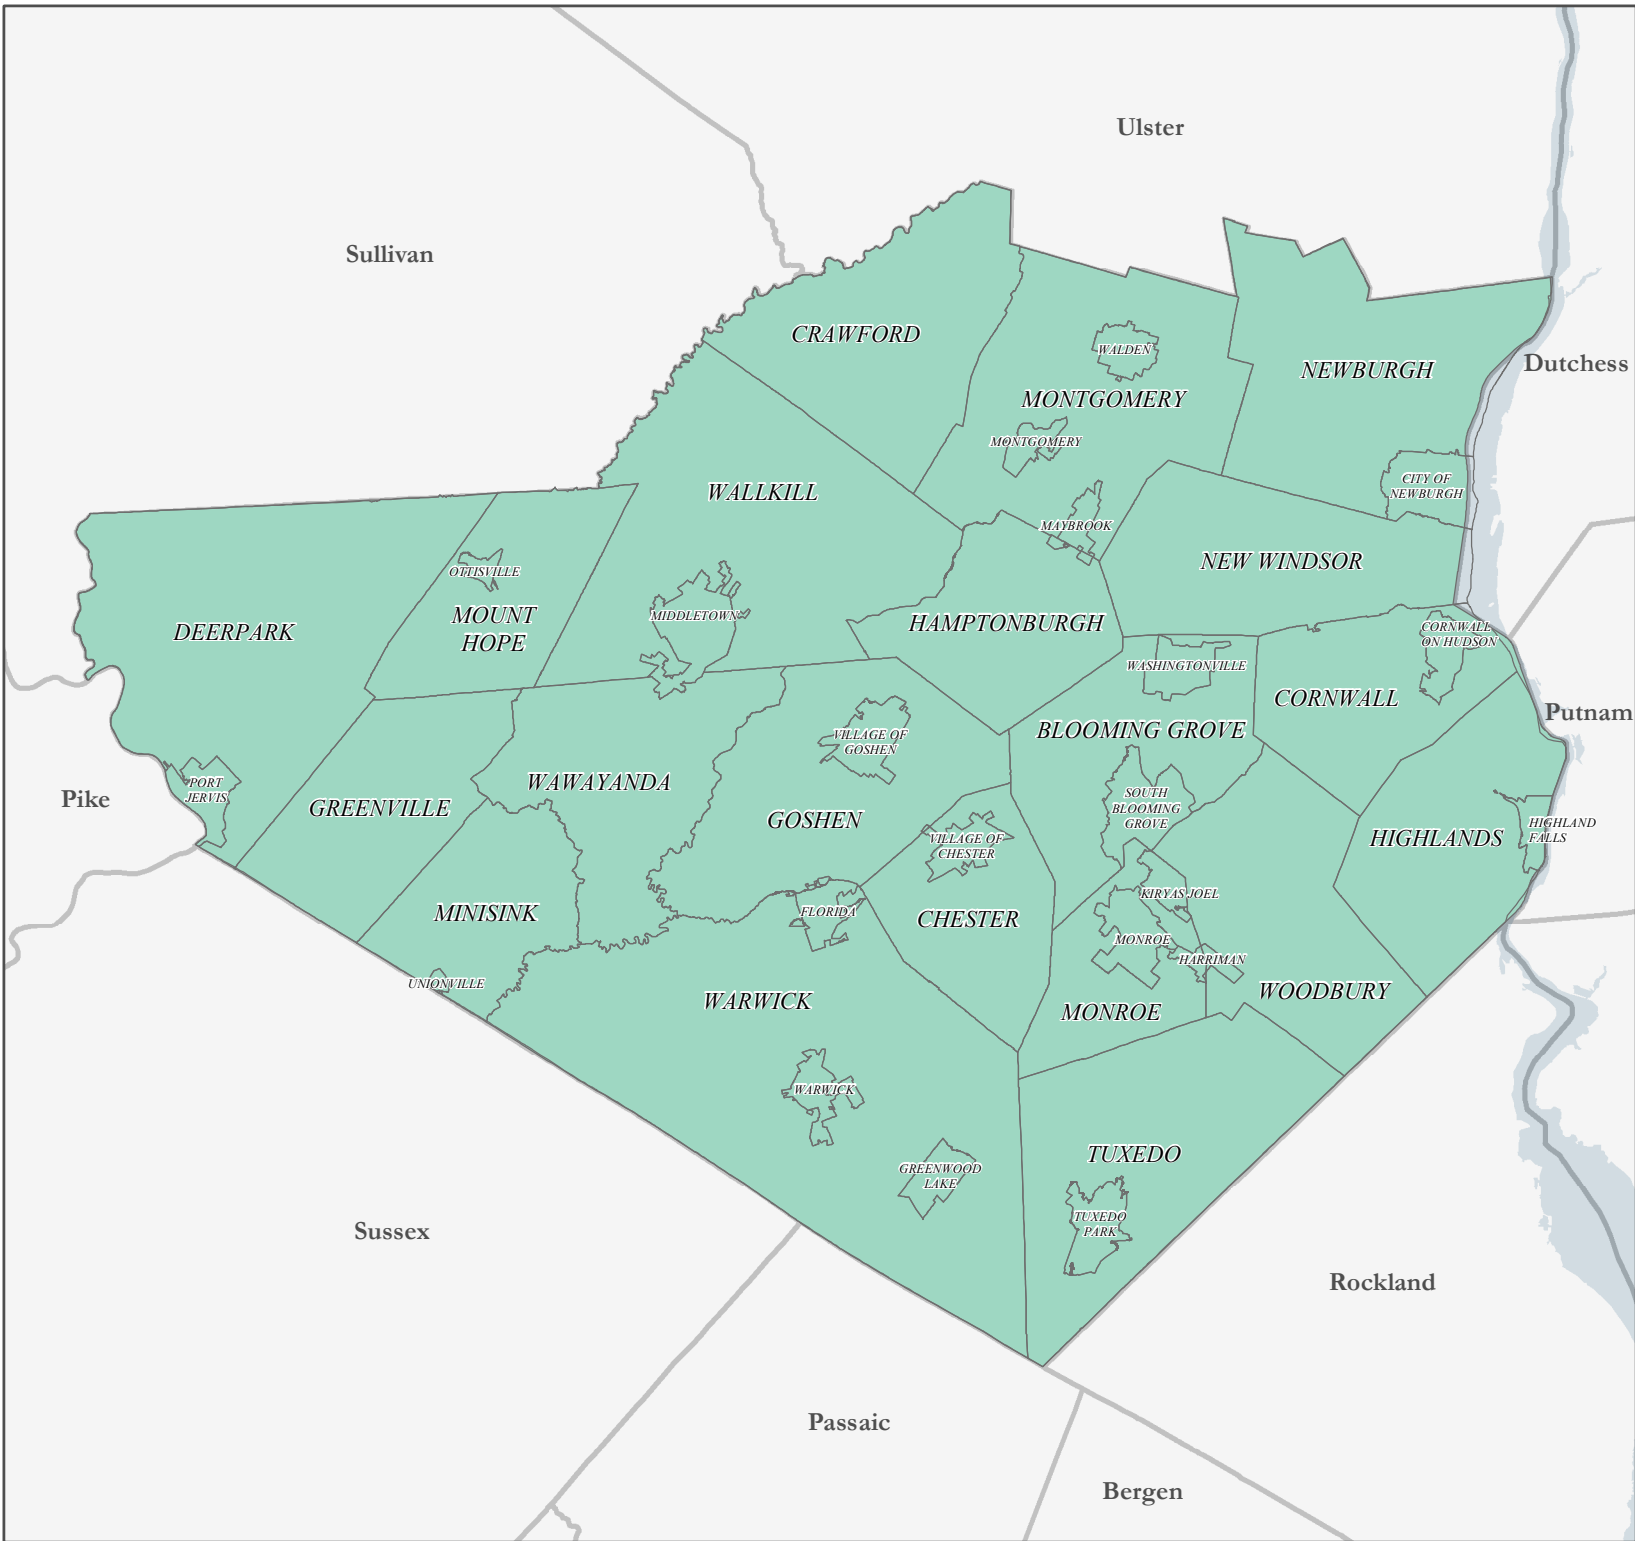 Ulster
Sullivan
CRAWFORD
WALDEN
Dutchess
NEWBURGH
MONTGOMERY
MONTGOMERY
CITY OF
NEWBURGH
WALLKILL
MAYBROOK
NEW WINDSOR
OTTISVILLE
MOUNT
HOPE
DEERPARK
MIDDLETOWN
HAMPTONBURGH
CORNWALL
ON HUDSON
WASHINGTONVILLE
CORNWALL
Putnam
BLOOMING GROVE
VILLAGE OF
GOSHEN
PORT
JERVIS
Pike
WAWAYANDA
GREENVILLE
SOUTH
BLOOMING
GROVE
GOSHEN
HIGHLAND
FALLS
HIGHLANDS
VILLAGE OF
CHESTER
KIRYAS JOEL
MINISINK
FLORIDA
CHESTER
MONROE
HARRIMAN
UNIONVILLE
WOODBURY
WARWICK
MONROE
WARWICK
TUXEDO
GREENWOOD
LAKE
TUXEDO
PARK
Sussex
Rockland
Passaic
Bergen